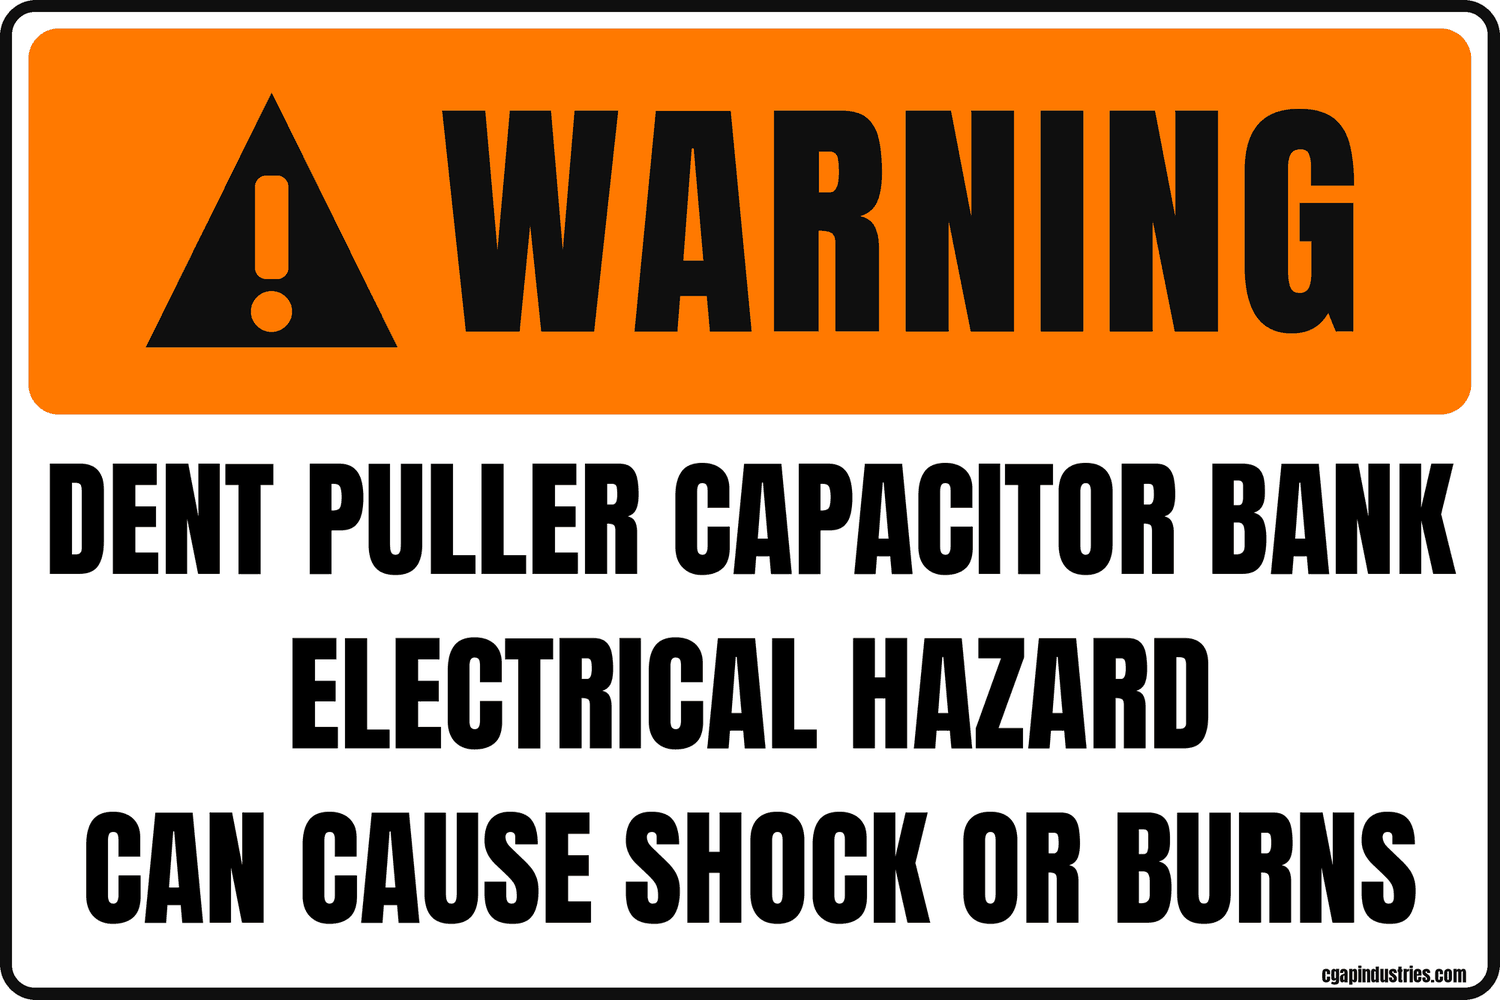 WARNING
DENT PULLER CAPACITOR BANK
ELECTRICAL HAZARD
CAN CAUSE SHOCK OR BURNS
cgapindustries.com